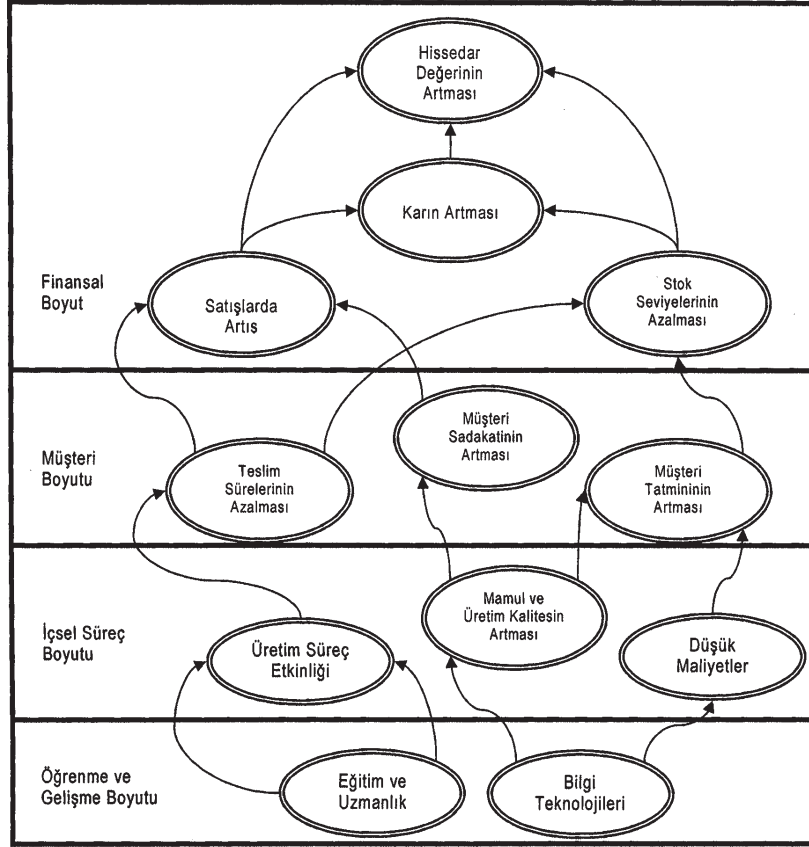 Hissedar
Değerinin
Artması
Karın Artması
Finansal
Boyut
Satışlarda
Artış
Stok
Seviyelerinin
Azalması
Müşteri
Boyutu
Teslim
Sürelerinin
Azalması
Müşteri
Sadakatinin
Artması
Müşteri
Tatmininin
Artması
İçsel Süreç
Boyutu
Üretim Süreç
Etkinliği
Mamul ve
Üretim Kalitesin
Artması
Düşük
Maliyetler
Öğrenme ve
Gelişme Boyutu
Eğitim ve
Uzmanlık
Bilgi
Teknolojileri